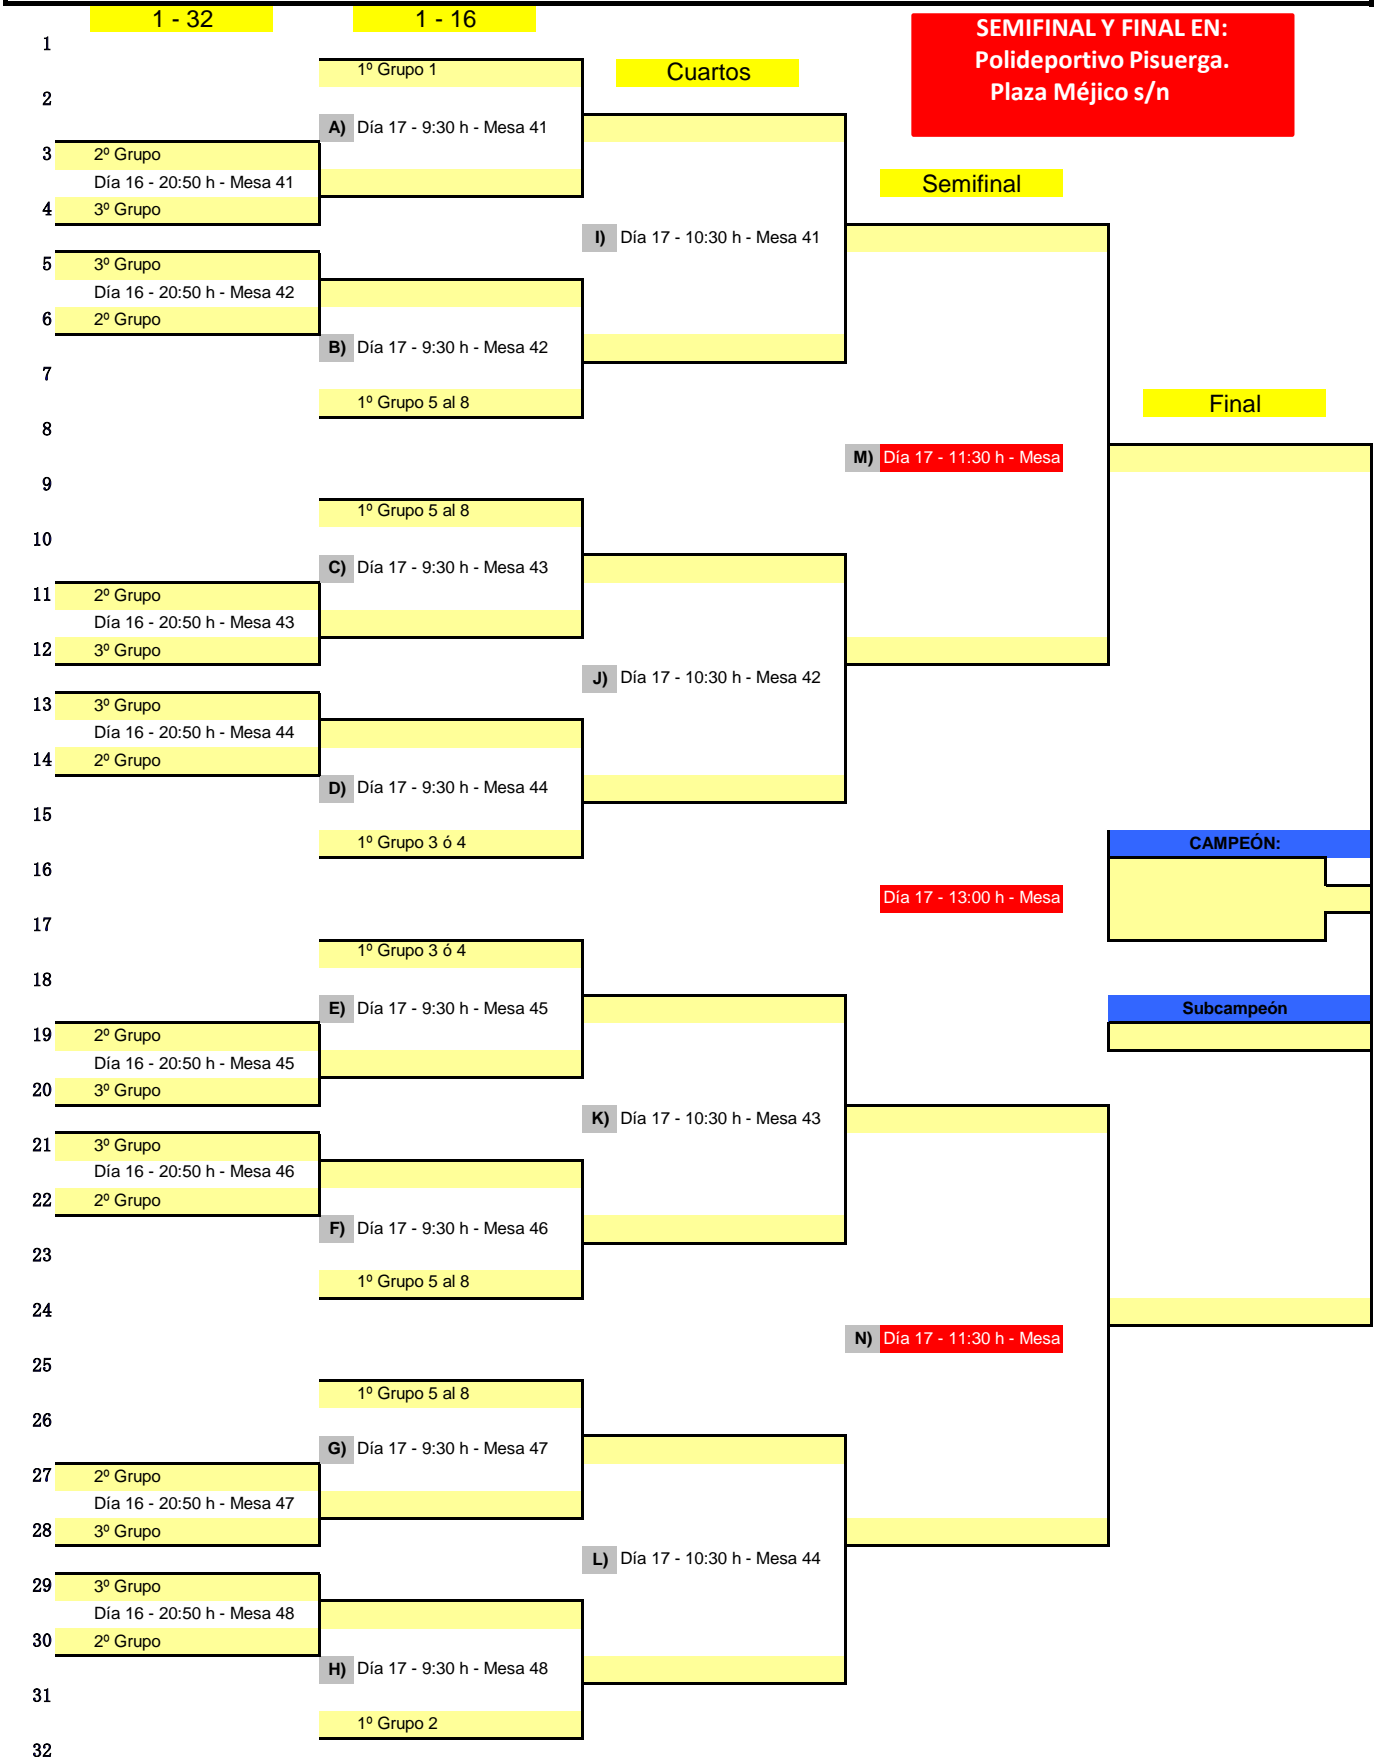 1 - 32
1 - 16
SEMIFINAL Y FINAL EN:
Polideportivo Pisuerga.
Plaza Méjico s/n
1
1º Grupo 1
Cuartos
2
A) Día 17 - 9:30 h - Mesa 41
3 2º Grupo
Día 16 - 20:50 h - Mesa 41
Semifinal
4 3º Grupo
I) Día 17 - 10:30 h - Mesa 41
5 3º Grupo
Día 16 - 20:50 h - Mesa 42
6 2º Grupo
B) Día 17 - 9:30 h - Mesa 42
7
1º Grupo 5 al 8
Final
8
M) Día 17 - 11:30 h - Mesa
9
1º Grupo 5 al 8
10
C) Día 17 - 9:30 h - Mesa 43
11 2º Grupo
Día 16 - 20:50 h - Mesa 43
12 3º Grupo
J) Día 17 - 10:30 h - Mesa 42
13 3º Grupo
Día 16 - 20:50 h - Mesa 44
14 2º Grupo
D) Día 17 - 9:30 h - Mesa 44
15
1º Grupo 3 ó 4
CAMPEÓN:
16
Día 17 - 13:00 h - Mesa
17
1º Grupo 3 ó 4
18
E) Día 17 - 9:30 h - Mesa 45
Subcampeón
19 2º Grupo
Día 16 - 20:50 h - Mesa 45
20 3º Grupo
K) Día 17 - 10:30 h - Mesa 43
21 3º Grupo
Día 16 - 20:50 h - Mesa 46
22 2º Grupo
F) Día 17 - 9:30 h - Mesa 46
23
1º Grupo 5 al 8
24
N) Día 17 - 11:30 h - Mesa
25
1º Grupo 5 al 8
26
G) Día 17 - 9:30 h - Mesa 47
27 2º Grupo
Día 16 - 20:50 h - Mesa 47
28 3º Grupo
L) Día 17 - 10:30 h - Mesa 44
29 3º Grupo
Día 16 - 20:50 h - Mesa 48
30 2º Grupo
H) Día 17 - 9:30 h - Mesa 48
31
1º Grupo 2
32